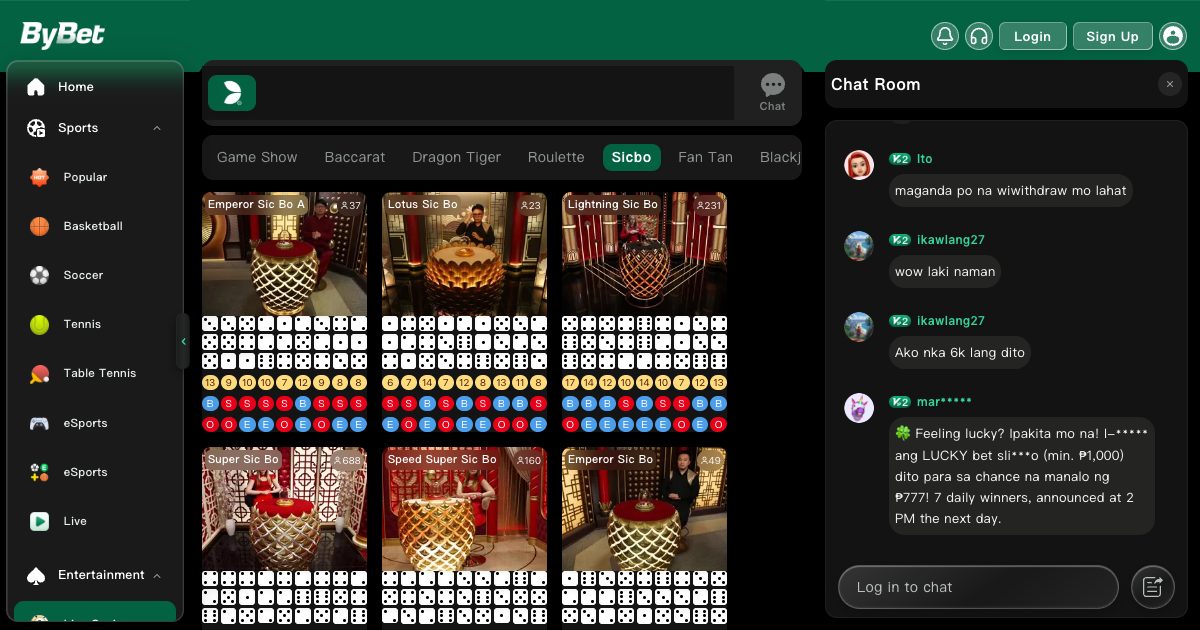 ByBet
Login
Sign Up
Home
Sports
HOT
Popular
Basketball
Soccer
Tennis
Table Tennis
eSports
eSports
Live
Entertainment
Chat
Game Show
Baccarat
Dragon Tiger
Roulette
Sicbo
Fan Tan
Blackj
Emperor Sic Bo A
37
Lotus Sic Bo
23
Lightning Sic Bo
231
13 9 10 10 7 12 9 8 8
B S S S S B S S S
O O E E O E O E E
6 7 14 7 12 8 13 11 8
S S B S B S B B S
E O E O E E O O E
17 14 12 10 14 10 7 12 13
B B B S B S S B B
O E E E E E O E O
Super Sic Bo
688
Speed Super Sic Bo
160
Emperor Sic Bo
49
Chat Room
V2 Ito
maganda po na wiwithdraw mo lahat
V2 ikawlang27
wow laki naman
V2 ikawlang27
Ako nka 6k lang dito
V2 mar*****
🍀 Feeling lucky? Ipakita mo na! I-*****
ang LUCKY bet sli***o (min. ₱1,000)
dito para sa chance na manalo ng
₱777! 7 daily winners, announced at 2
PM the next day.
Log in to chat